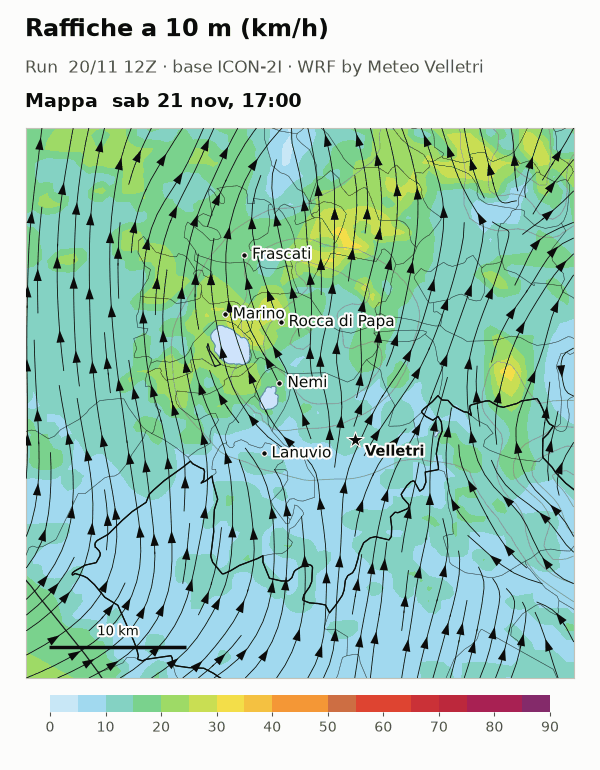 Raffiche a 10 m (km/h)
Run 20/11 12Z · base ICON-2I · WRF by Meteo Velletri
Mappa sab 21 nov, 17:00
Frascati
Marino
Rocca di Papa
Nemi
Velletri
Lanuvio
10 km
0 10 20 30 40 50 60 70 80 90